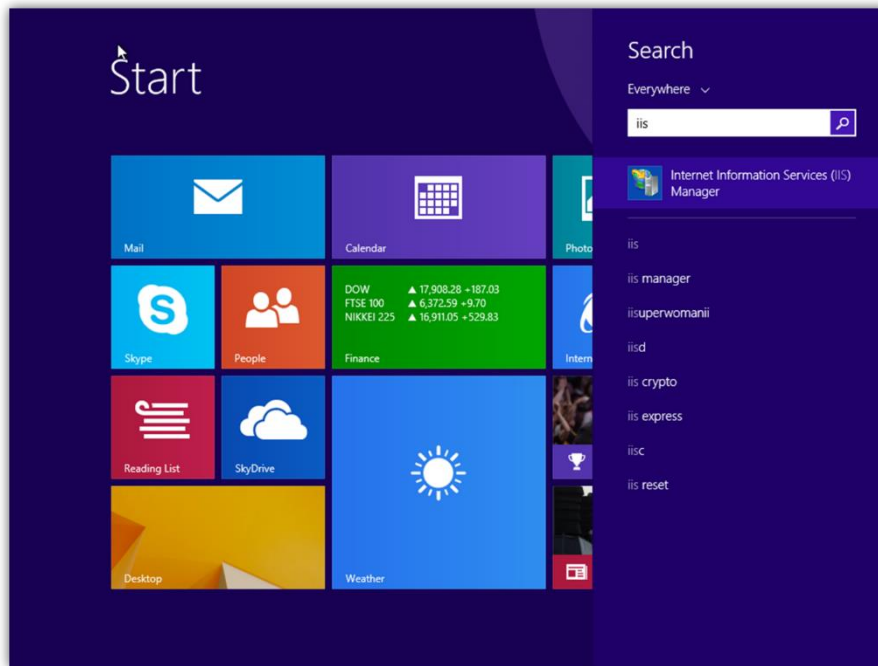 Start
Mail
Calendar
Photo
Skype
People
DOW ▲ 17,908.28 +187.03
FTSE 100 ▲ 6,372.59 +9.70
NIKKEI 225 ▲ 16,911.05 +529.83
Finance
Intern
Reading List
SkyDrive
Desktop
Weather
Search
Everywhere
iis
Internet Information Services (IIS)
Manager
iis
iis manager
iisuperwomanii
iisd
iis crypto
iis express
iisc
iis reset